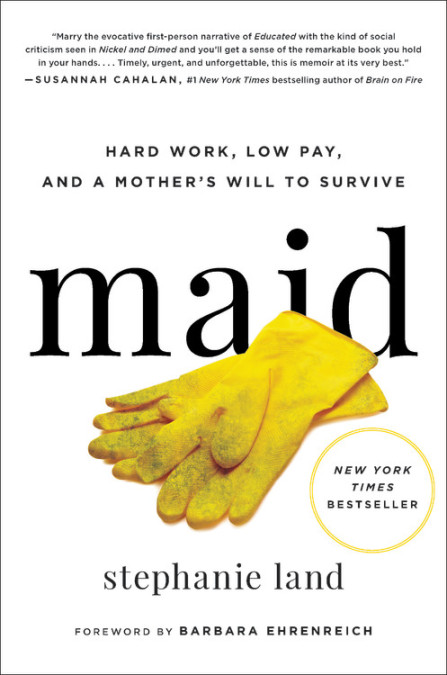 "Marry the evocative first-person narrative of Educated with the kind of social
criticism seen in Nickel and Dimed and you'll get a sense of the remarkable book you hold
in your hands. . . . Timely, urgent, and unforgettable, this is memoir at its very best."
—SUSANNAH CAHALAN, #1 New York Times bestselling author of Brain on Fire
HARD WORK, LOW PAY,
AND A MOTHER'S WILL TO SURVIVE
maid
NEW YORK
TIMES
BESTSELLER
stephanie land
FOREWORD BY BARBARA EHRENREICH